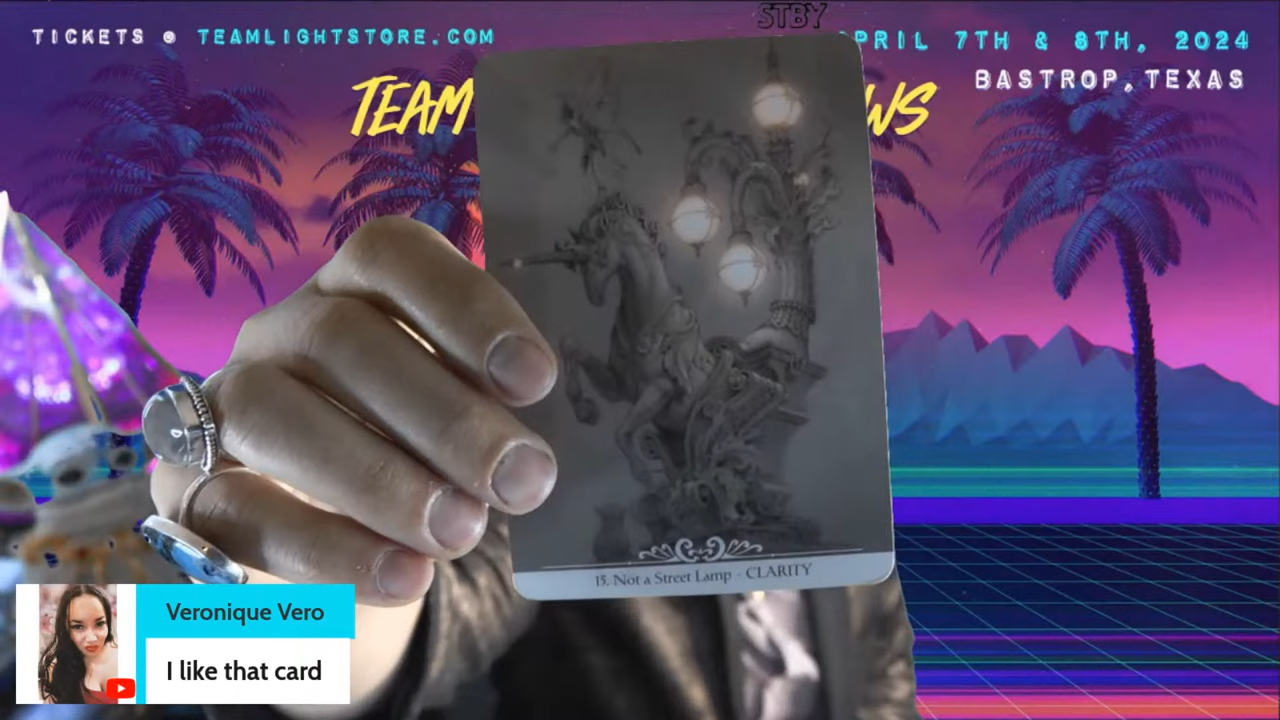 STBY
TICKETS @ TEAMLIGHTSTORE.COM
APRIL 7TH & 8TH, 2024
BASTROP, TEXAS
TEAM
WS
15. Not a Street Lamp - CLARITY
Veronique Vero
I like that card